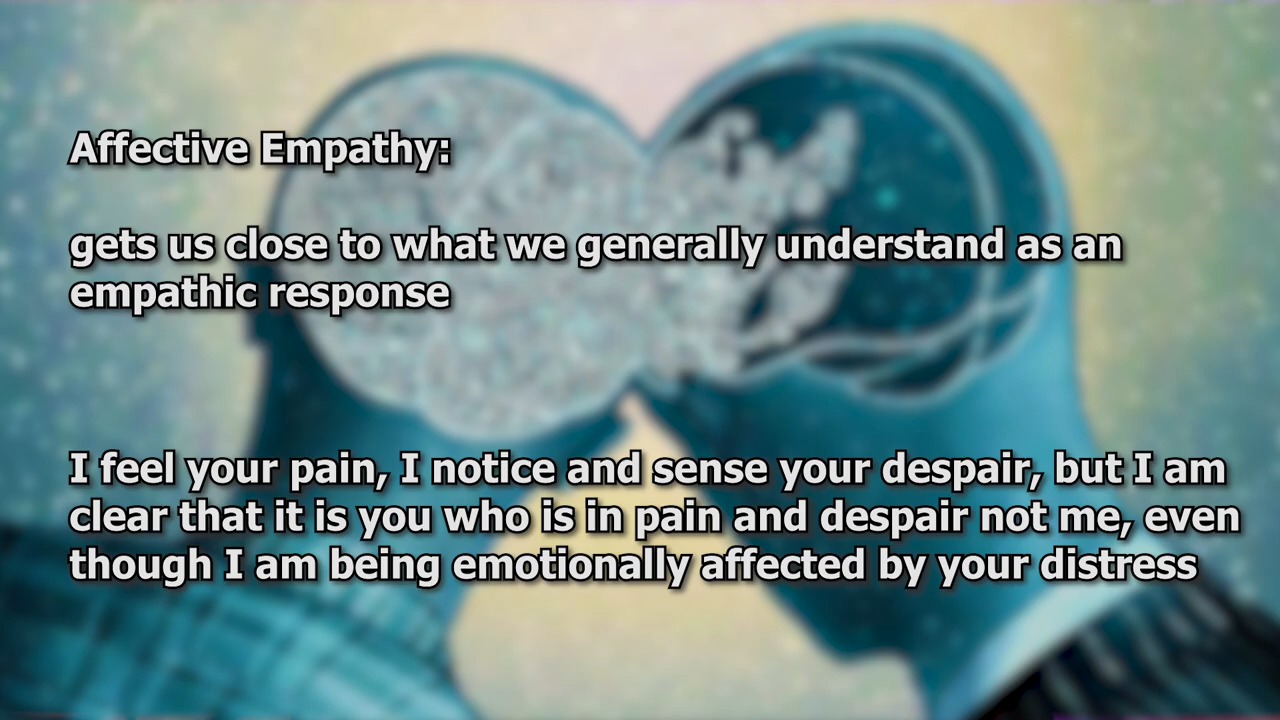 Affective Empathy:
gets us close to what we generally understand as an
empathic response
I feel your pain, I notice and sense your despair, but I am
clear that it is you who is in pain and despair not me, even
though I am being emotionally affected by your distress